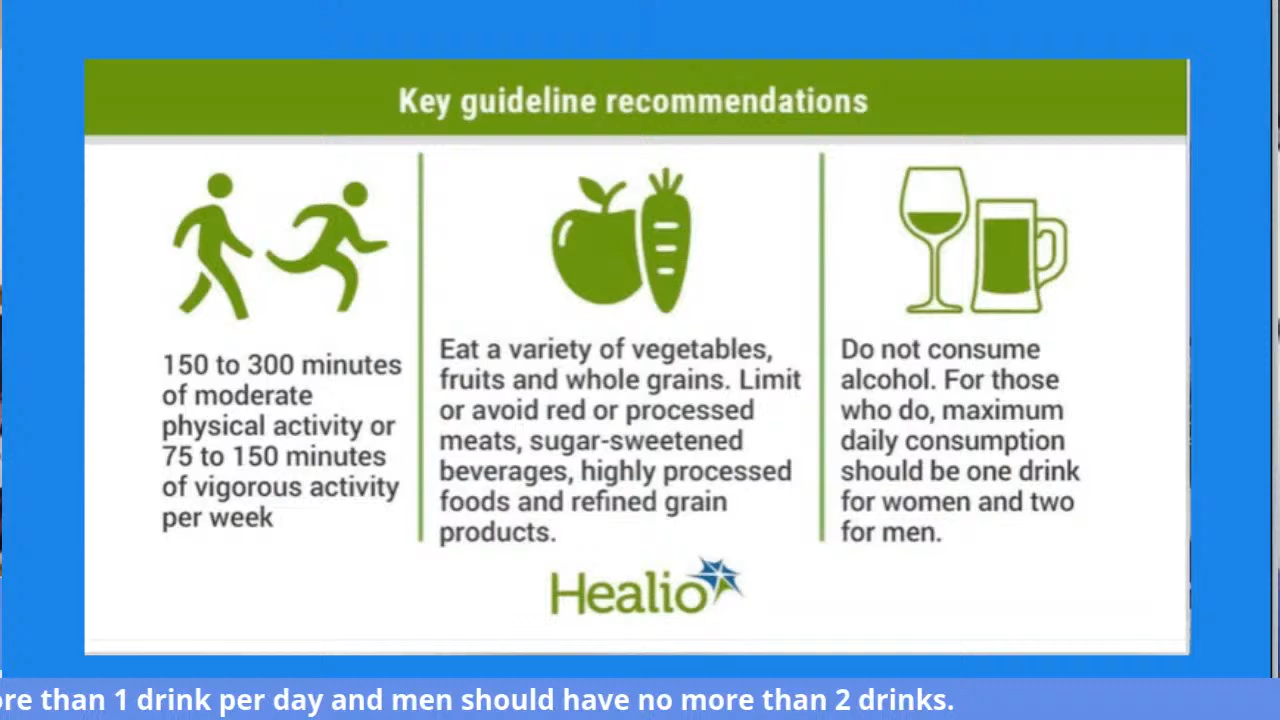 Key guideline recommendations
150 to 300 minutes
of moderate
physical activity or
75 to 150 minutes
of vigorous activity
per week
Eat a variety of vegetables,
fruits and whole grains. Limit
or avoid red or processed
meats, sugar-sweetened
beverages, highly processed
foods and refined grain
products.
Do not consume
alcohol. For those
who do, maximum
daily consumption
should be one drink
for women and two
for men.
Healio
than 1 drink per day and men should have no more than 2 drinks.